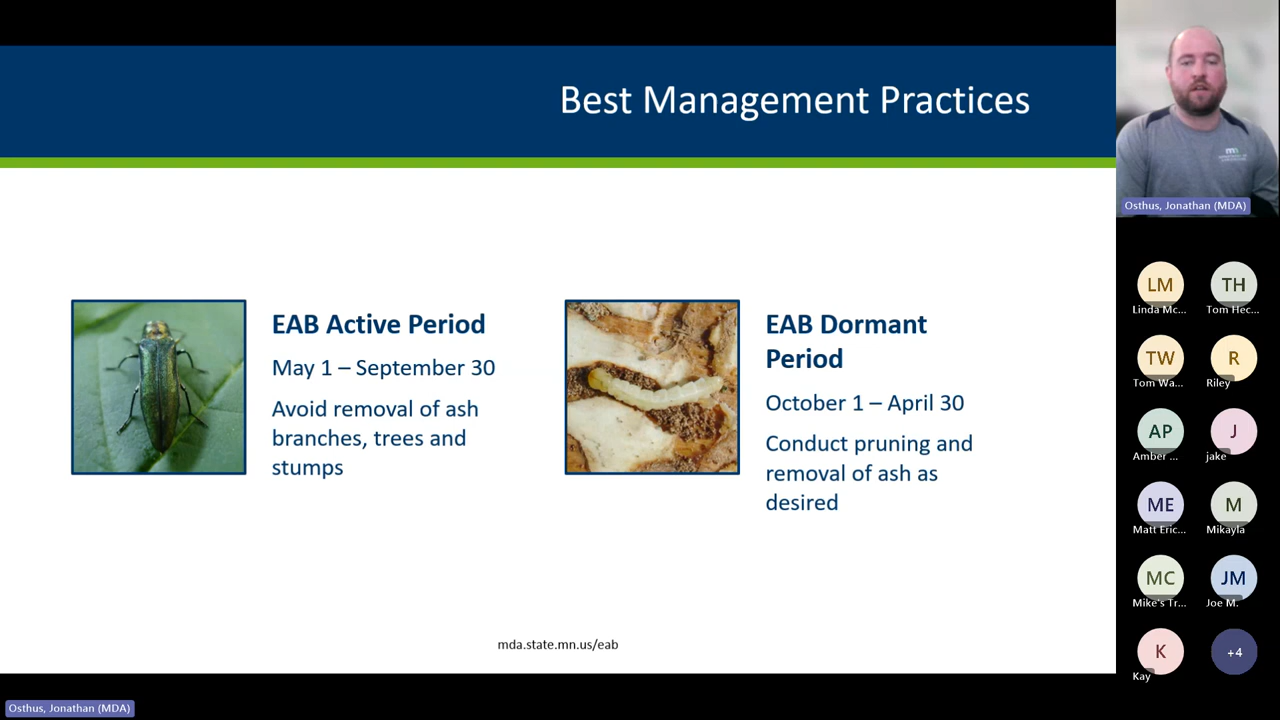 Best Management Practices
EAB Active Period
May 1 – September 30
Avoid removal of ash
branches, trees and
stumps
EAB Dormant
Period
October 1 – April 30
Conduct pruning and
removal of ash as
desired
mda.state.mn.us/eab
Osthus, Jonathan (MDA)
LM
Linda Mc...
TH
Tom Hec...
TW
Tom Wa...
R
Riley
AP
Amber ...
J
jake
ME
Matt Eric...
M
Mikayla
MC
Mike's Tr...
JM
Joe M.
K
Kay
+4
Osthus, Jonathan (MDA)